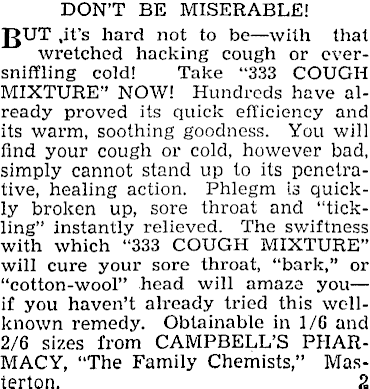 DON'T BE MISERABLE!
BUT ,it's hard not to be—with that
wretched hacking cough or ever-
sniffling cold! Take "333 COUGH
MIXTURE" NOW! Hundreds have al-
ready proved its quick efficiency and
its warm, soothing goodness. You will
find your cough or cold, however bad,
simply cannot stand up to its penetra-
tive, healing action. Phlegm is quick-
ly broken up, sore throat and "tick-
ling" instantly relieved. The swiftness
with which "333 COUGH MIXTURE"
will cure your sore throat, "bark," or
"cotton-wool" head will amaze you—
if you haven't already tried this well-
known remedy. Obtainable in 1/6 and
2/6 sizes from CAMPBELL'S PHAR-
MACY, "The Family Chemists," Mas-
terton. 2